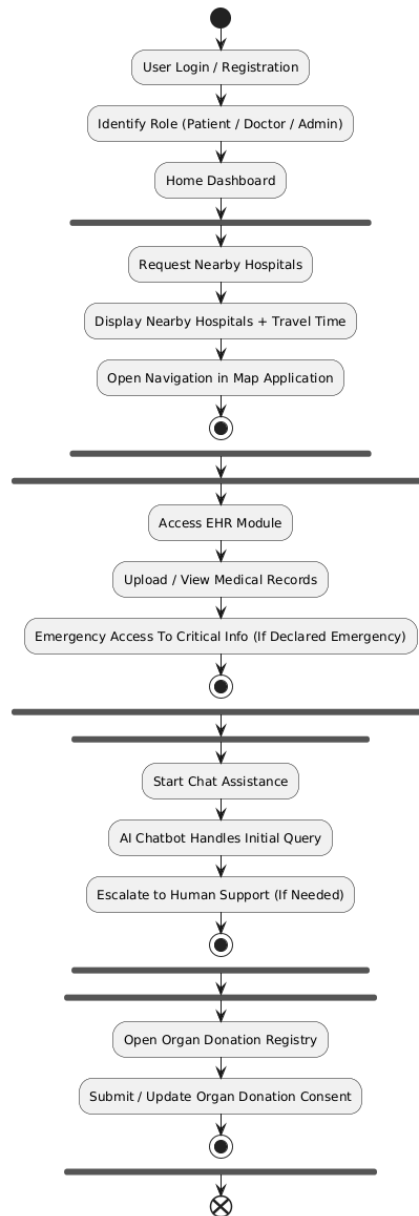 User Login / Registration
Identify Role (Patient / Doctor / Admin)
Home Dashboard
Request Nearby Hospitals
Display Nearby Hospitals + Travel Time
Open Navigation in Map Application
Access EHR Module
Upload / View Medical Records
Emergency Access To Critical Info (If Declared Emergency)
Start Chat Assistance
AI Chatbot Handles Initial Query
Escalate to Human Support (If Needed)
Open Organ Donation Registry
Submit / Update Organ Donation Consent